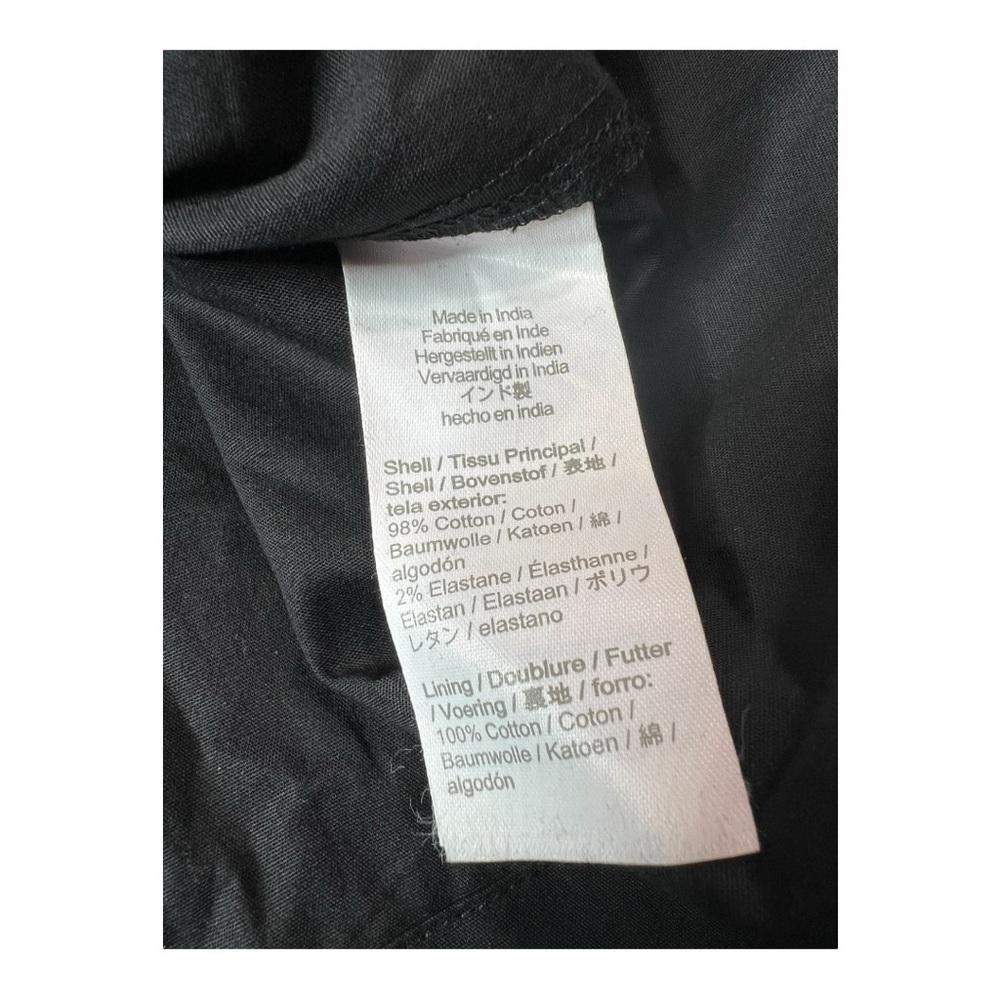 Made in India
Fabriqué en Inde
Hergestellt in Indien
Vervaardigd in India
インド製
hecho en india
Shell / Tissu Principal /
Shell / Bovenstof / 表地 /
tela exterior:
98% Cotton / Coton /
Baumwolle / Katoen / 綿 /
algodón
2% Elastane / Élasthanne /
Elastan / Elastaan / ポリウ
レタン / elastano
Lining / Doublure / Futter
/ Voering / 裏地 / forro:
100% Cotton / Coton /
Baumwolle / Katoen / 綿 /
algodón